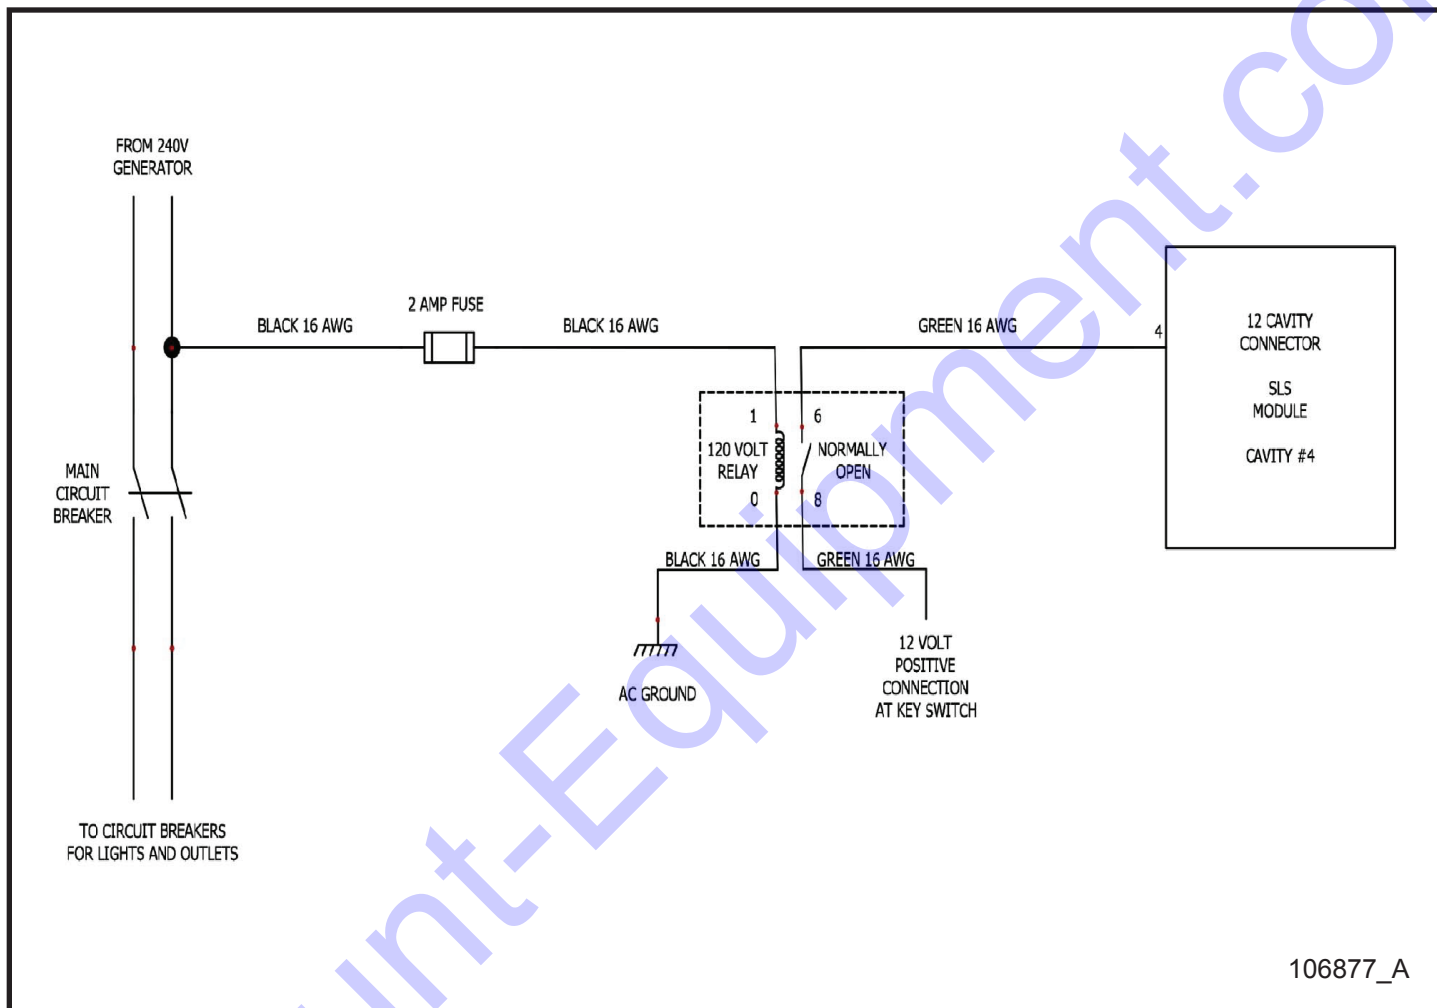 FROM 240V
GENERATOR
2 AMP FUSE
BLACK 16 AWG
BLACK 16 AWG
GREEN 16 AWG
4
12 CAVITY
CONNECTOR
SLS
MODULE
CAVITY #4
1
6
120 VOLT
RELAY
NORMALLY
OPEN
0
8
MAIN
CIRCUIT
BREAKER
BLACK 16 AWG
GREEN 16 AWG
AC GROUND
12 VOLT
POSITIVE
CONNECTION
AT KEY SWITCH
TO CIRCUIT BREAKERS
FOR LIGHTS AND OUTLETS
106877_A
unt-Equipment.com